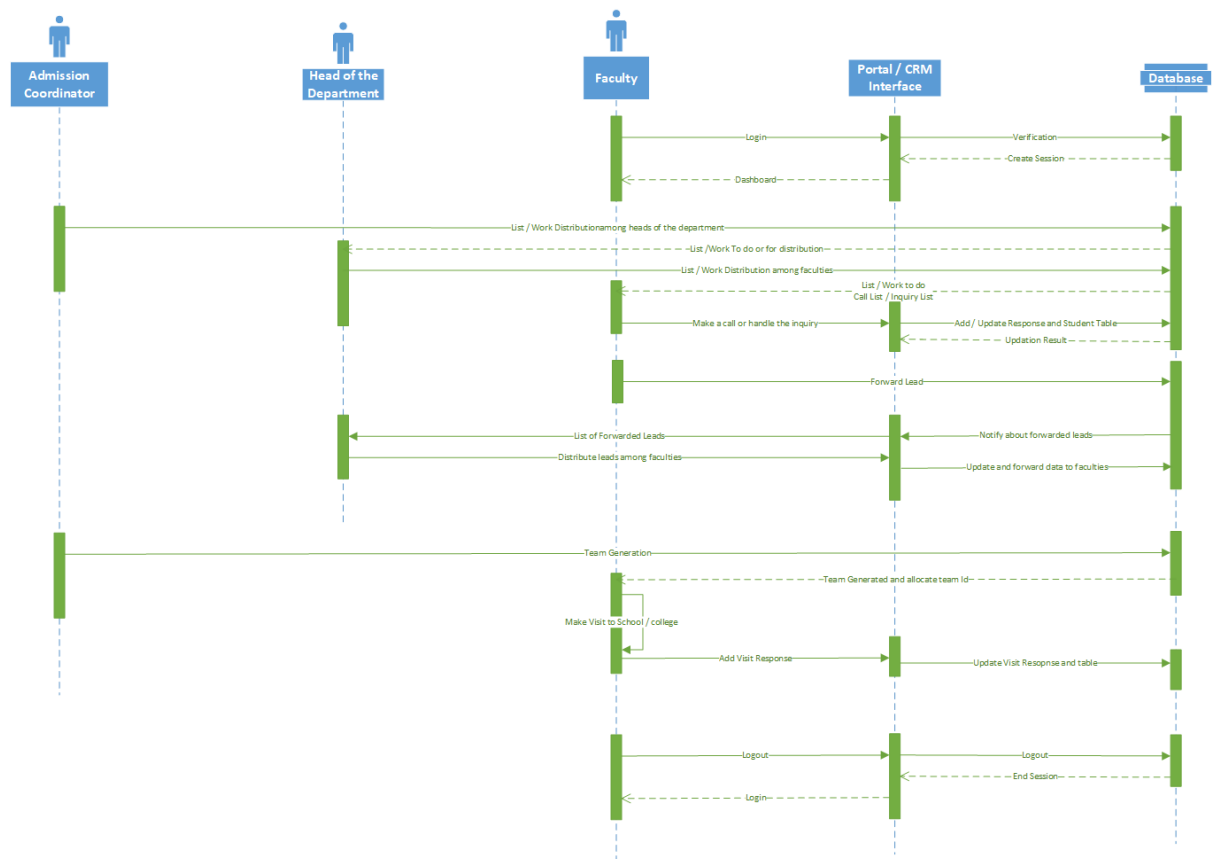 Admission
Coordinator
Head of the
Department
Faculty
Portal / CRM
Interface
Database
Login
Verification
Create Session
Dashboard
List / Work Distributionamong heads of the department
List /Work To do or for distribution
List / Work Distribution among faculties
List / Work to do
Call List / Inquiry List
Make a call or handle the inquiry
Add / Update Response and Student Table
Updation Result
Forward Lead
List of Forwarded Leads
Notify about forwarded leads
Distribute leads among faculties
Update and forward data to faculties
Team Generation
Team Generated and allocate team Id
Make Visit to School / college
Add Visit Response
Update Visit Resopnse and table
Logout
Logout
End Session
Login